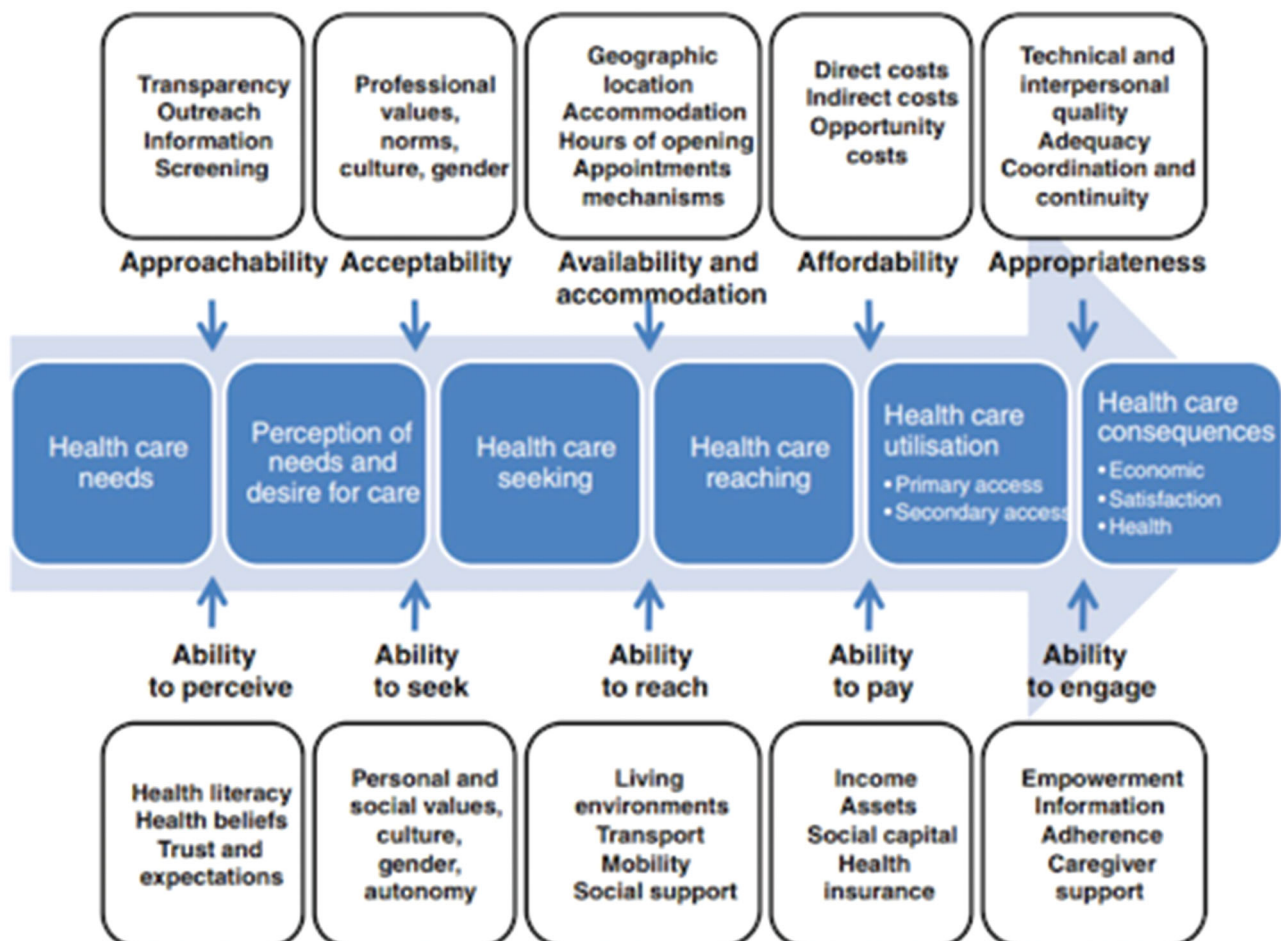 Transparency
Outreach
Information
Screening
Professional
values,
norms,
culture, gender
Geographic
location
Accommodation
Hours of opening
Appointments
mechanisms
Direct costs
Indirect costs
Opportunity
costs
Technical and
interpersonal
quality
Adequacy
Coordination and
continuity
Approachability
Acceptability
Availability and
accommodation
Affordability
Appropriateness
Health care
needs
Perception of
needs and
desire for care
Health care
seeking
Health care
reaching
Health care
utilisation
• Primary access
• Secondary access
Health care
consequences
• Economic
• Satisfaction
• Health
Ability
to perceive
Ability
to seek
Ability
to reach
Ability
to pay
Ability
to engage
Health literacy
Health beliefs
Trust and
expectations
Personal and
social values,
culture,
gender,
autonomy
Living
environments
Transport
Mobility
Social support
Income
Assets
Social capital
Health
insurance
Empowerment
Information
Adherence
Caregiver
support